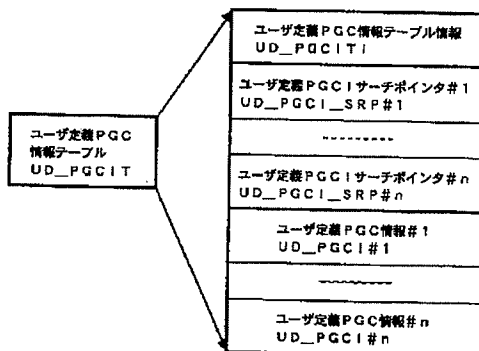 ユーザ定義PGC
情報テーブル
UD_PGCIT
ユーザ定義PGC情報テーブル情報
UD_PGCITi
ユーザ定義PGCIサーチポインタ#1
UD_PGCI_SRP#1
ユーザ定義PGCIサーチポインタ#n
UD_PGCI_SRP#n
ユーザ定義PGC情報#1
UD_PGCI#1
ユーザ定義PGC情報#n
UD_PGCI#n